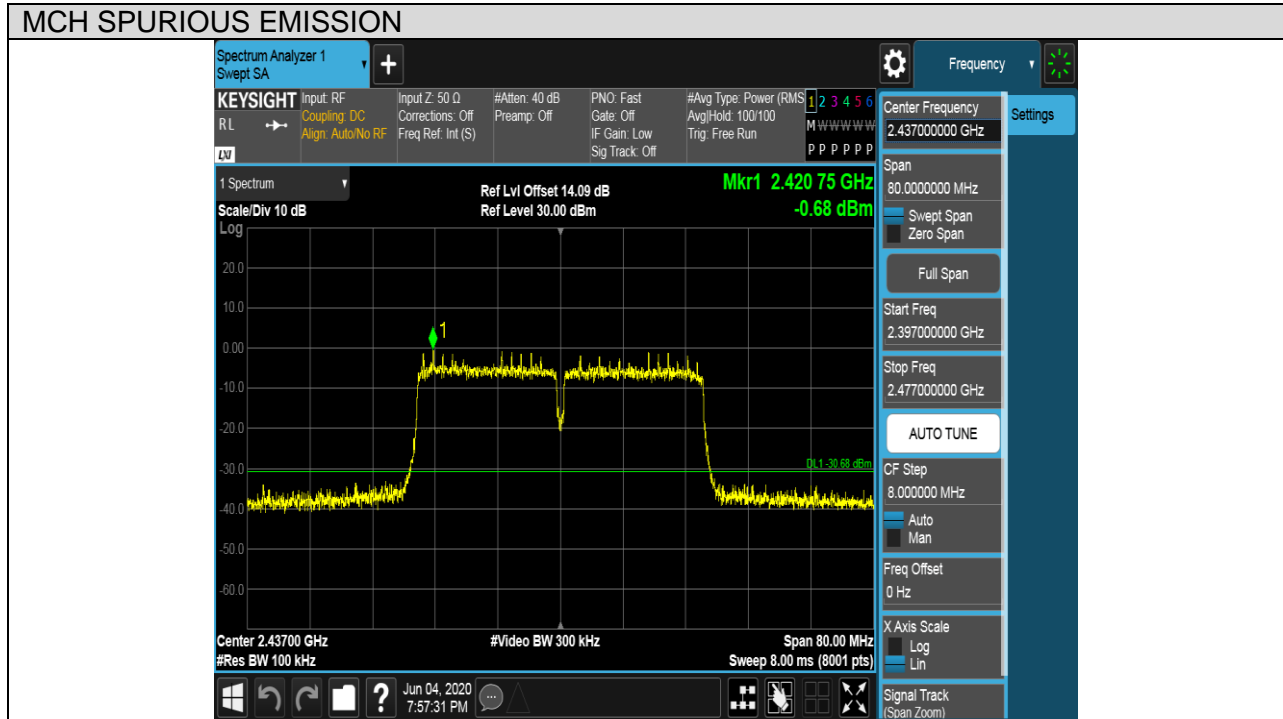 MCH SPURIOUS EMISSION
Spectrum Analyzer 1
Swept SA
+
Frequency
KEYSIGHT
RL
LXI
Input: RF
Coupling: DC
Align: Auto/No RF
Input Z: 50 Ω
Corrections: Off
Freq Ref: Int (S)
#Atten: 40 dB
Preamp: Off
PNO: Fast
Gate: Off
IF Gain: Low
Sig Track: Off
#Avg Type: Power (RMS
Avg|Hold: 100/100
Trig: Free Run
1 2 3 4 5 6
M W W W W W
P P P P P P
1 Spectrum
Scale/Div 10 dB
Log
Ref Lvl Offset 14.09 dB
Ref Level 30.00 dBm
Mkr1 2.420 75 GHz
-0.68 dBm
20.0
10.0
0.00
-10.0
-20.0
-30.0
-40.0
-50.0
-60.0
1
DL1 -30.68 dBm
Center 2.43700 GHz
#Res BW 100 kHz
#Video BW 300 kHz
Span 80.00 MHz
Sweep 8.00 ms (8001 pts)
Center Frequency
2.437000000 GHz
Settings
Span
80.0000000 MHz
Swept Span
Zero Span
Full Span
Start Freq
2.397000000 GHz
Stop Freq
2.477000000 GHz
AUTO TUNE
CF Step
8.000000 MHz
Auto
Man
Freq Offset
0 Hz
X Axis Scale
Log
Lin
Signal Track
(Span Zoom)
?
Jun 04, 2020
7:57:31 PM